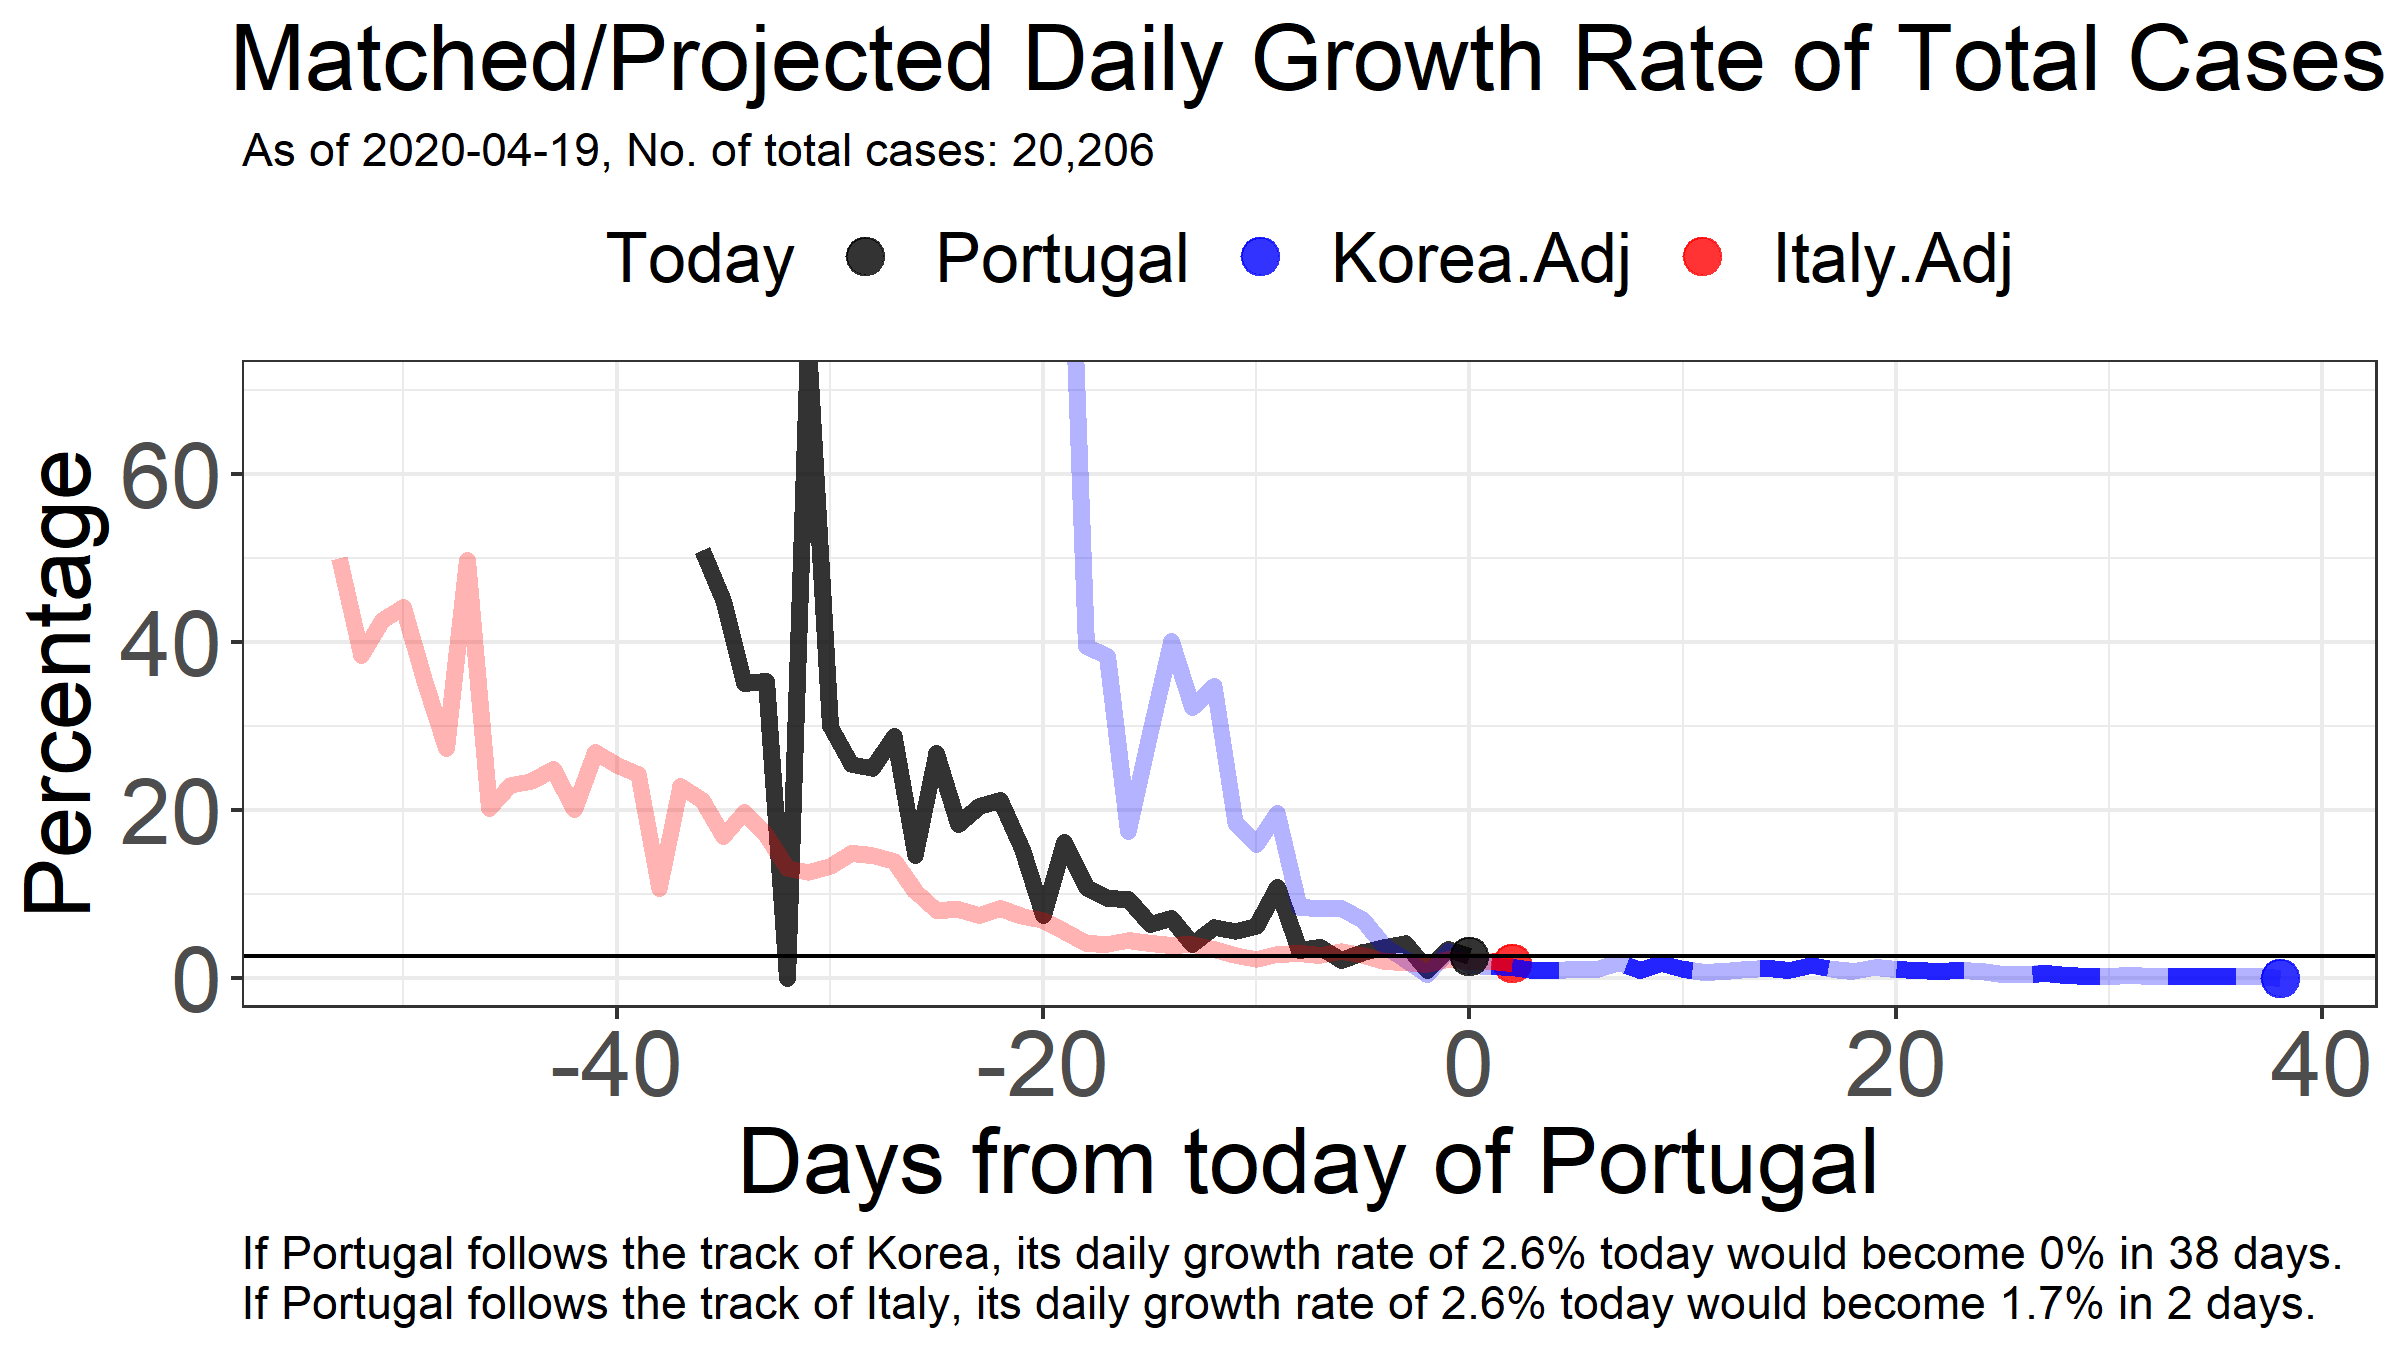 Matched/Projected Daily Growth Rate of Total Cases
As of 2020-04-19, No. of total cases: 20,206
Today Portugal Korea.Adj Italy.Adj
Percentage
60
40
20
0
-40 -20 0 20 40
Days from today of Portugal
If Portugal follows the track of Korea, its daily growth rate of 2.6% today would become 0% in 38 days.
If Portugal follows the track of Italy, its daily growth rate of 2.6% today would become 1.7% in 2 days.